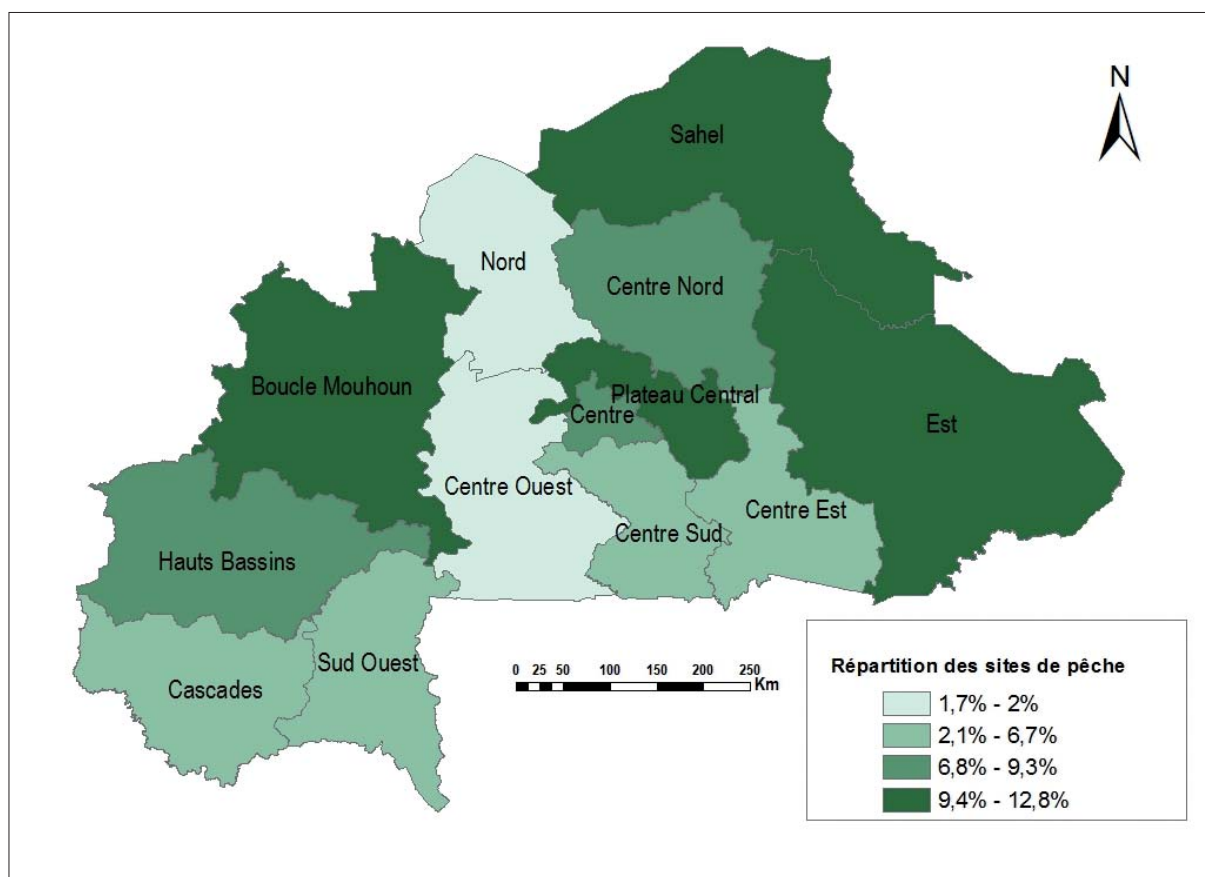 N
Sahel
Nord
Centre Nord
Boucle Mouhoun
Plateau Central
Centre
Est
Centre Ouest
Centre Est
Centre Sud
Hauts Bassins
Sud Ouest
Cascades
0 25 50 100 150 200 250
Km
Répartition des sites de pêche
1,7% - 2%
2,1% - 6,7%
6,8% - 9,3%
9,4% - 12,8%